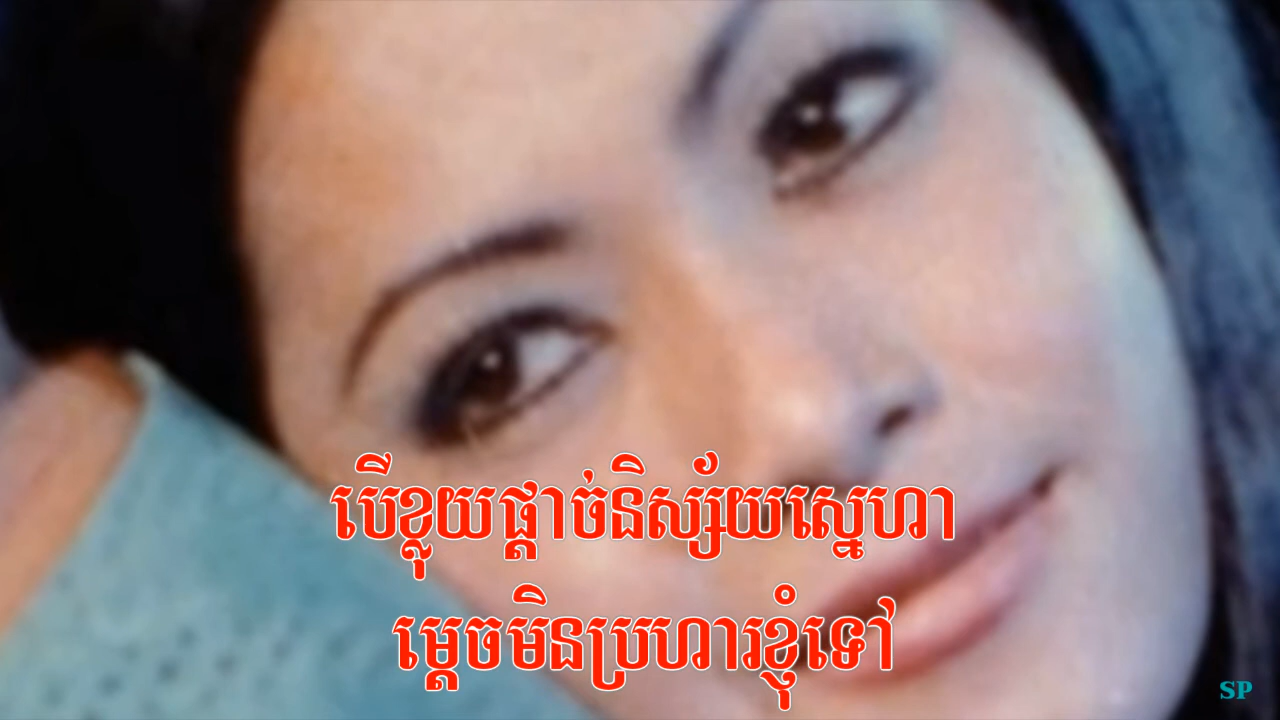 បើខ្លុយផ្ដាច់និស្ស័យស្នេហា
ម្ដេចមិនប្រហារខ្ញុំទៅ
SP